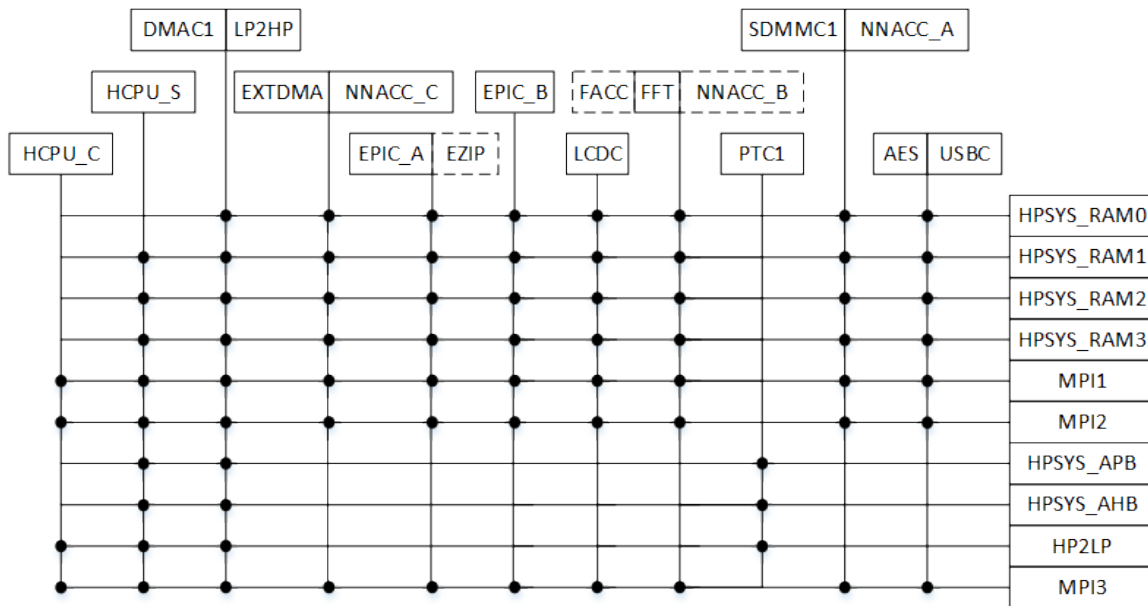 DMAC1 LP2HP SDMMC1 NNACC_A
HCPU_S EXTDMA NNACC_C EPIC_B FACC FFT NNACC_B
HCPU_C EPIC_A EZIP LCDC PTC1 AES USBC
HPSYS_RAM0
HPSYS_RAM1
HPSYS_RAM2
HPSYS_RAM3
MPI1
MPI2
HPSYS_APB
HPSYS_AHB
HP2LP
MPI3